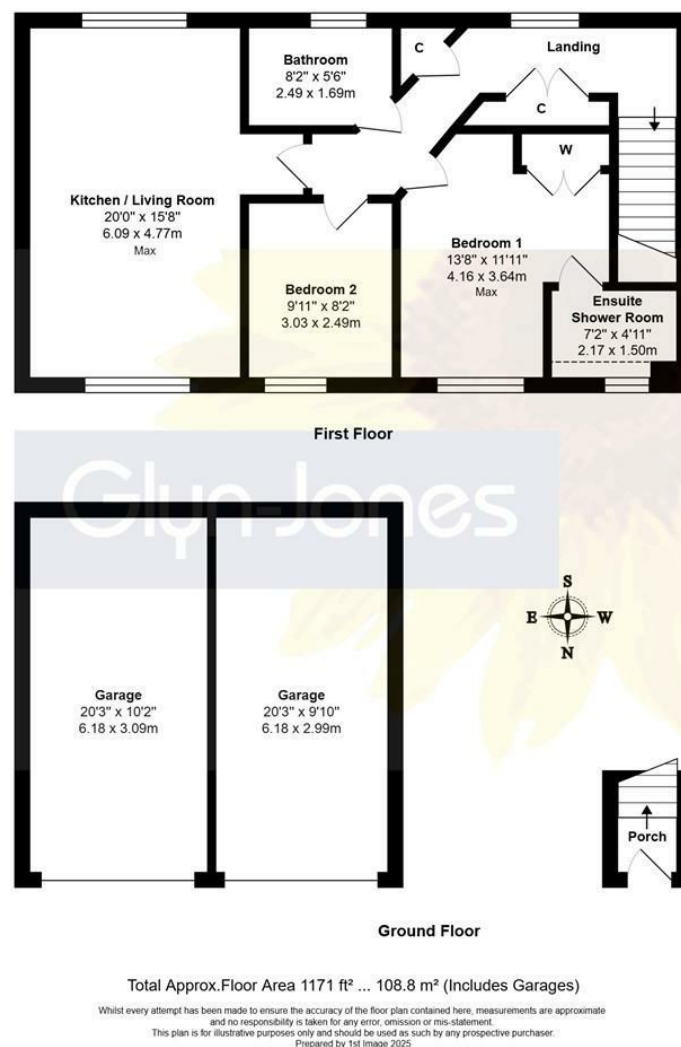 Bathroom
8'2" x 5'6"
2.49 x 1.69m
C
Landing
C
W
Kitchen / Living Room
20'0" x 15'8"
6.09 x 4.77m
Max
Bedroom 1
13'8" x 11'11"
4.16 x 3.64m
Max
Bedroom 2
9'11" x 8'2"
3.03 x 2.49m
Ensuite
Shower Room
7'2" x 4'11"
2.17 x 1.50m
First Floor
Glyn-Jones
S
E W
N
Garage
20'3" x 10'2"
6.18 x 3.09m
Garage
20'3" x 9'10"
6.18 x 2.99m
Porch
Ground Floor
Total Approx.Floor Area 1171 ft² ... 108.8 m² (Includes Garages)
Whilst every attempt has been made to ensure the accuracy of the floor plan contained here, measurements are approximate
and no responsibility is taken for any error, omission or mis-statement.
This plan is for illustrative purposes only and should be used as such by any prospective purchaser.
Prepared by 1st Image 2025